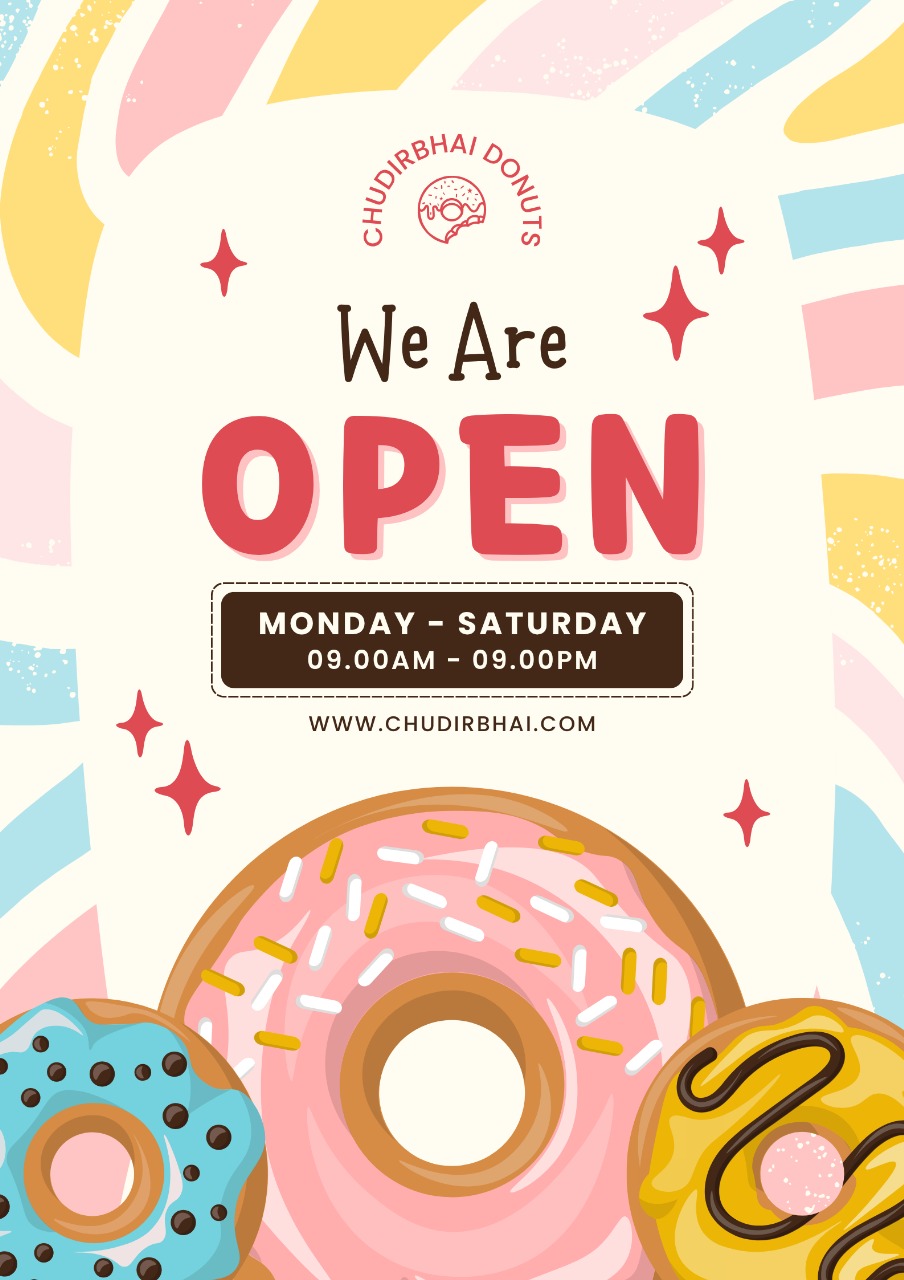 CHUDIRBHAI DONUTS
We Are
OPEN
MONDAY - SATURDAY
09.00AM - 09.00PM
WWW.CHUDIRBHAI.COM